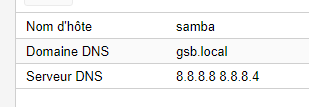 Nom d'hôte samba
Domaine DNS gsb.local
Serveur DNS 8.8.8.8 8.8.8.4